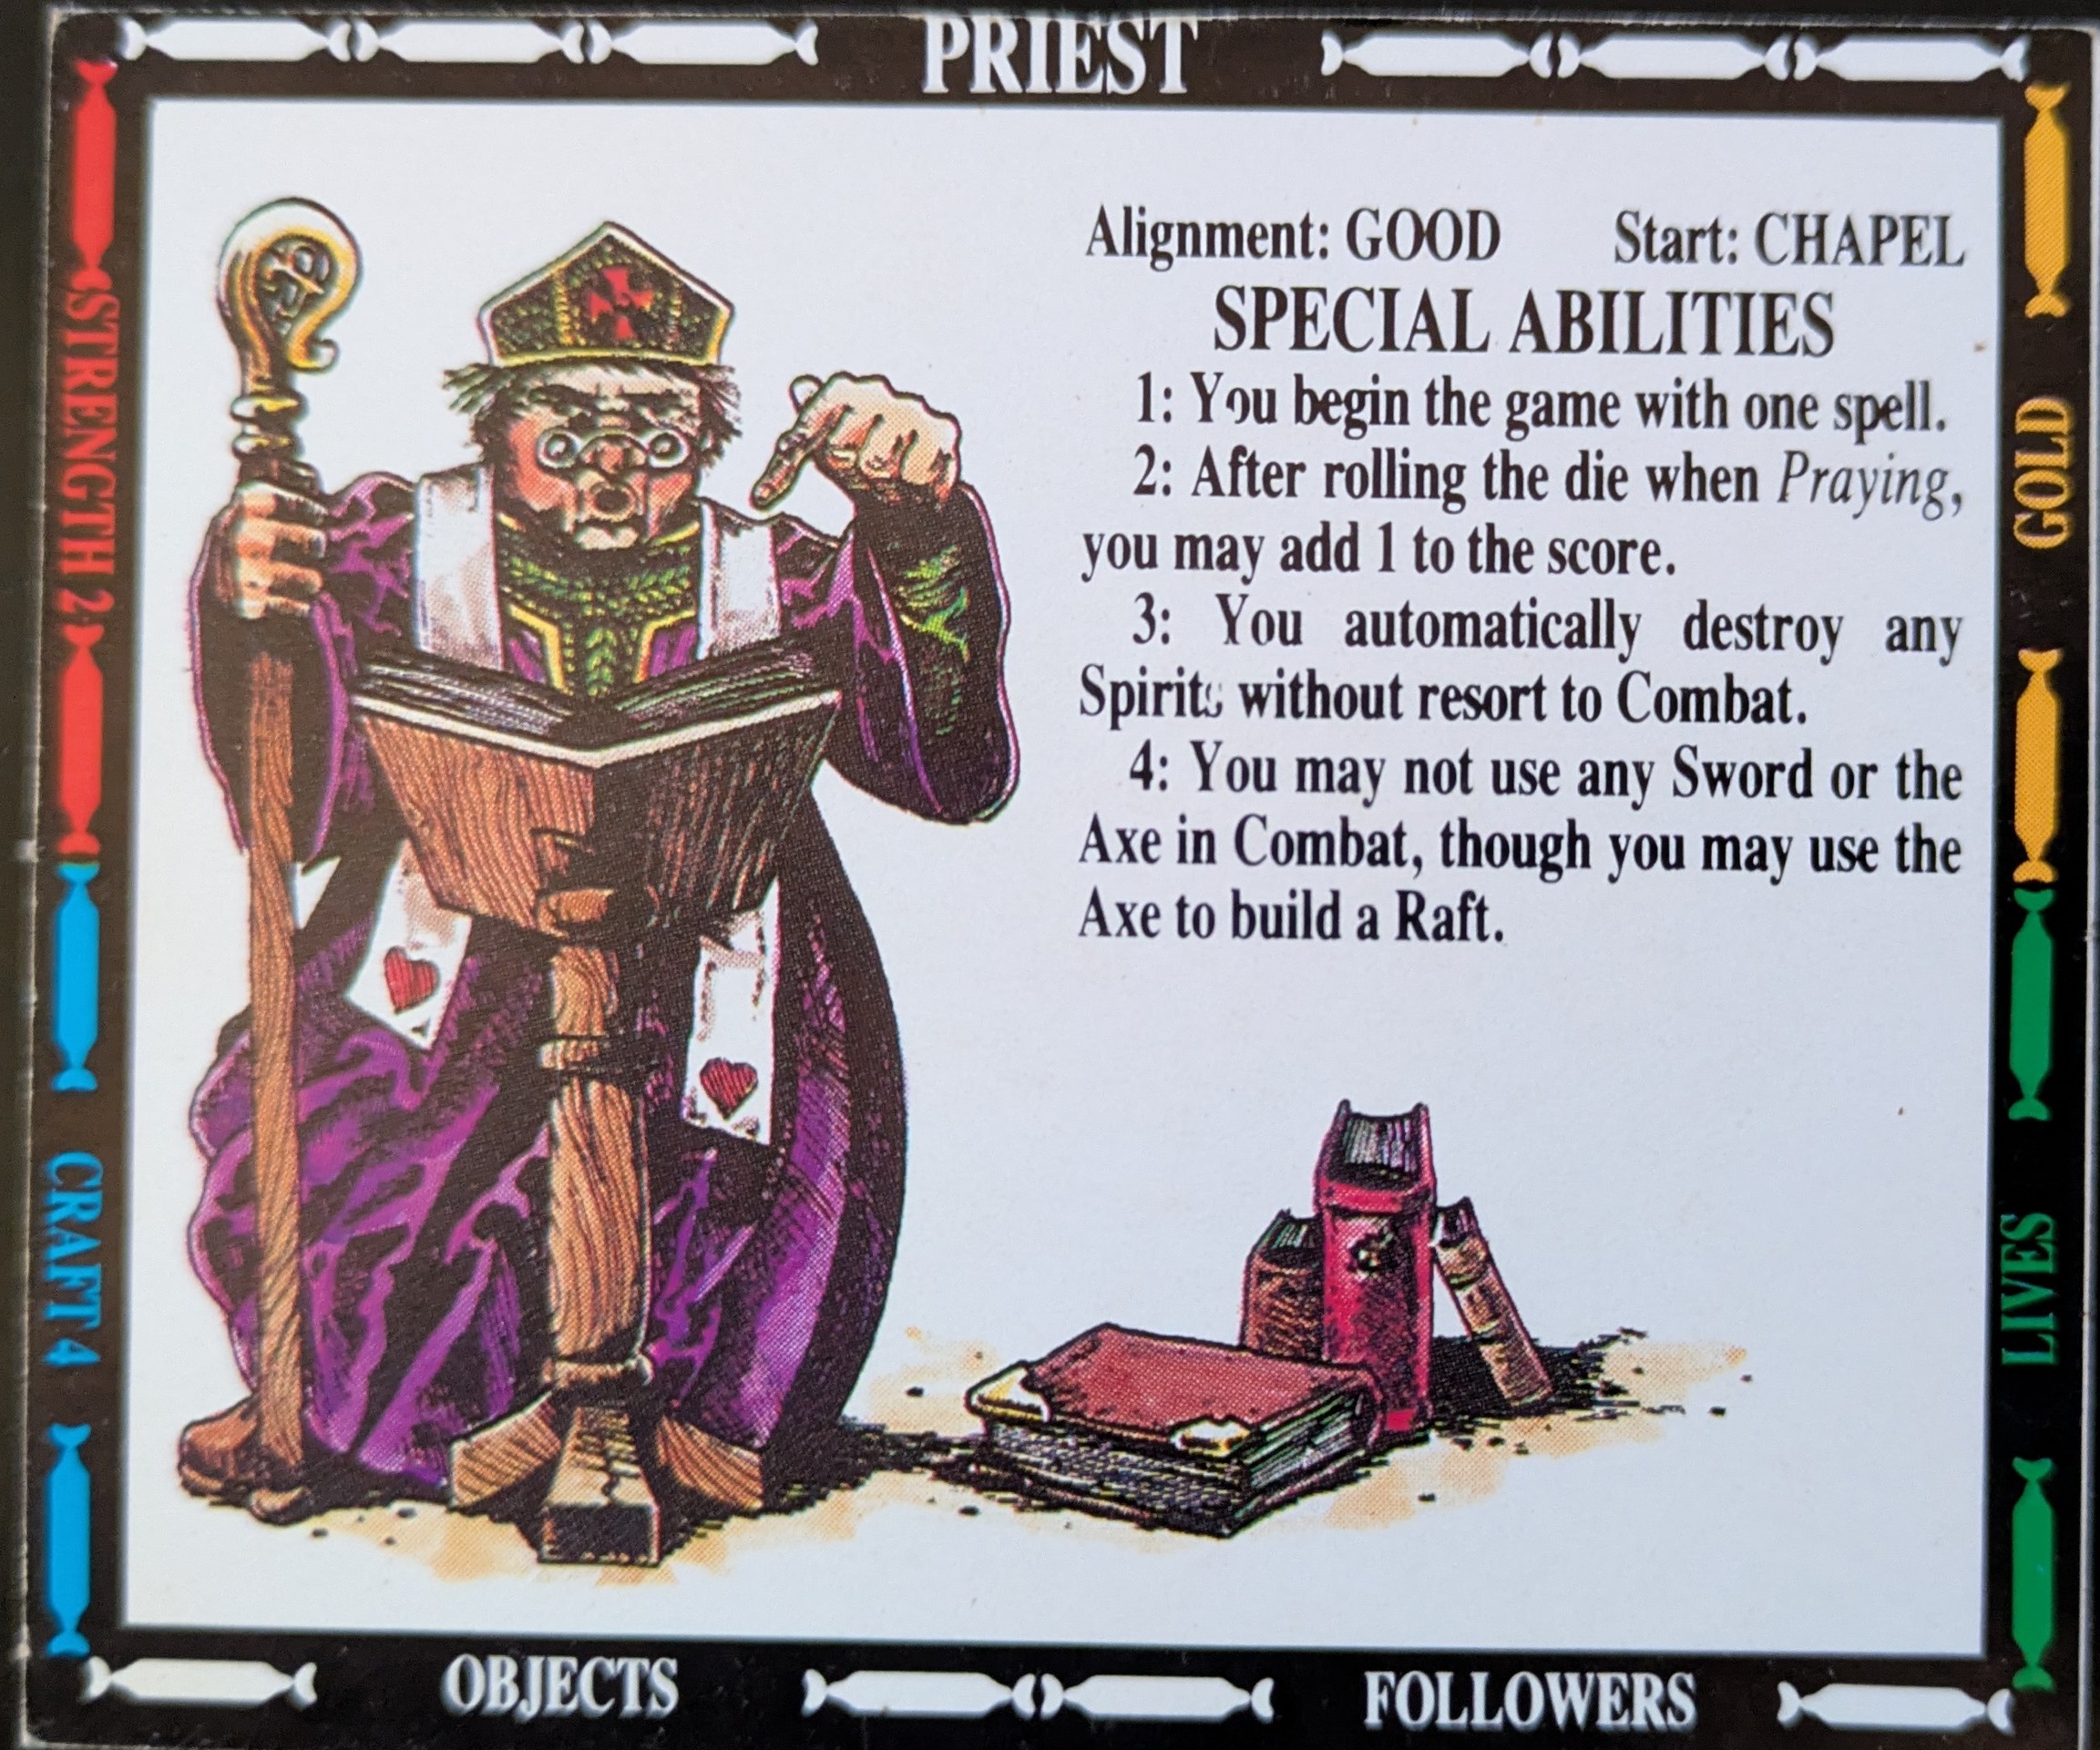 PRIEST
STRENGTH 2
CRAFT 4
Alignment: GOOD Start: CHAPEL
SPECIAL ABILITIES
1: You begin the game with one spell.
2: After rolling the die when Praying,
you may add 1 to the score.
3: You automatically destroy any
Spirits without resort to Combat.
4: You may not use any Sword or the
Axe in Combat, though you may use the
Axe to build a Raft.
GOLD
LIVES
OBJECTS
FOLLOWERS